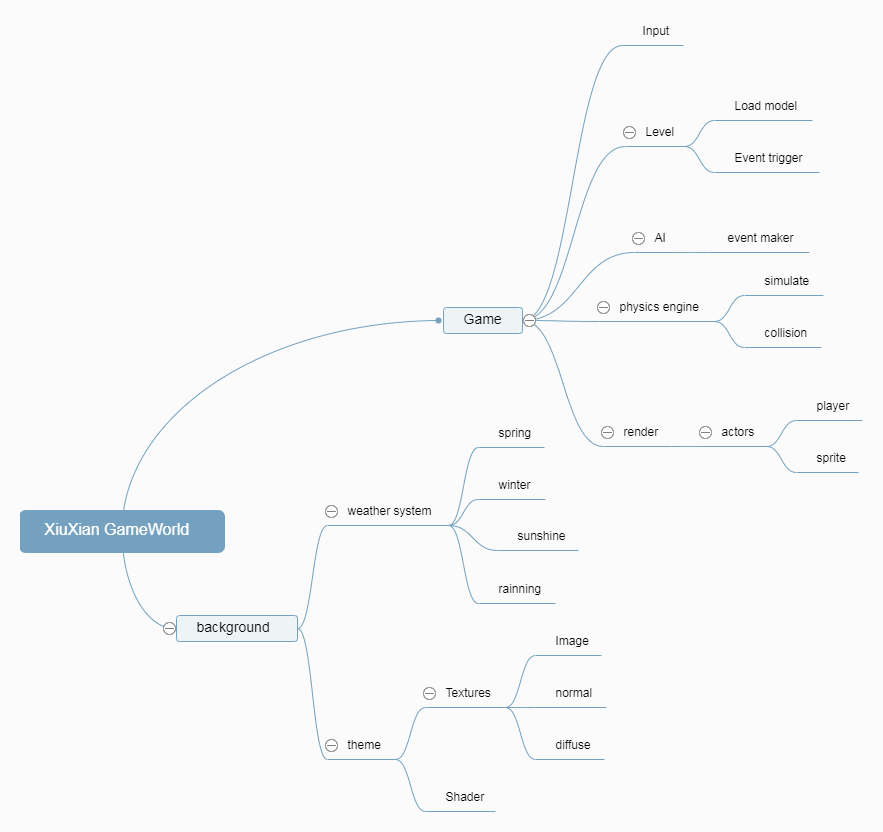 Input
Load model
Level
Event trigger
AI
event maker
simulate
physics engine
Game
collision
player
render
actors
spring
sprite
winter
weather system
XiuXian GameWorld
sunshine
rainning
background
Image
Textures
normal
theme
diffuse
Shader